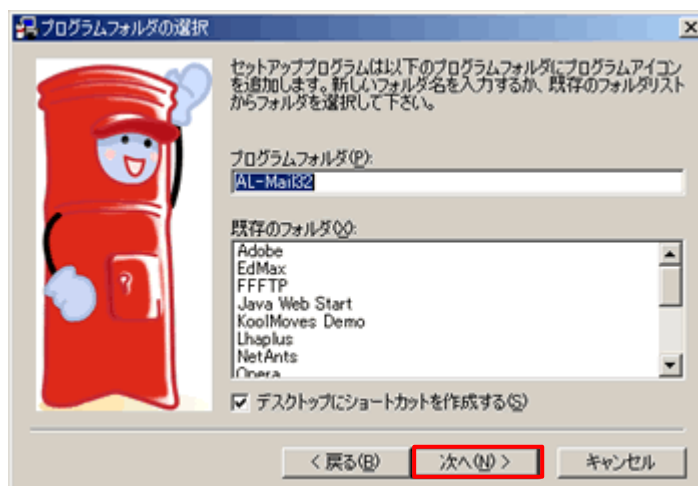 プログラムフォルダの選択
セットアッププログラムは以下のプログラムフォルダにプログラムアイコン
を追加します。新しいフォルダ名を入力するか、既存のフォルダリスト
からフォルダを選択して下さい。
プログラムフォルダ(P):
AL-Mail32
既存のフォルダ(X):
Adobe
EdMax
FFFTP
Java Web Start
KoolMoves Demo
Lhaplus
NetAnts
Opera
デスクトップにショートカットを作成する(S)
< 戻る(B)
次へ(N) >
キャンセル